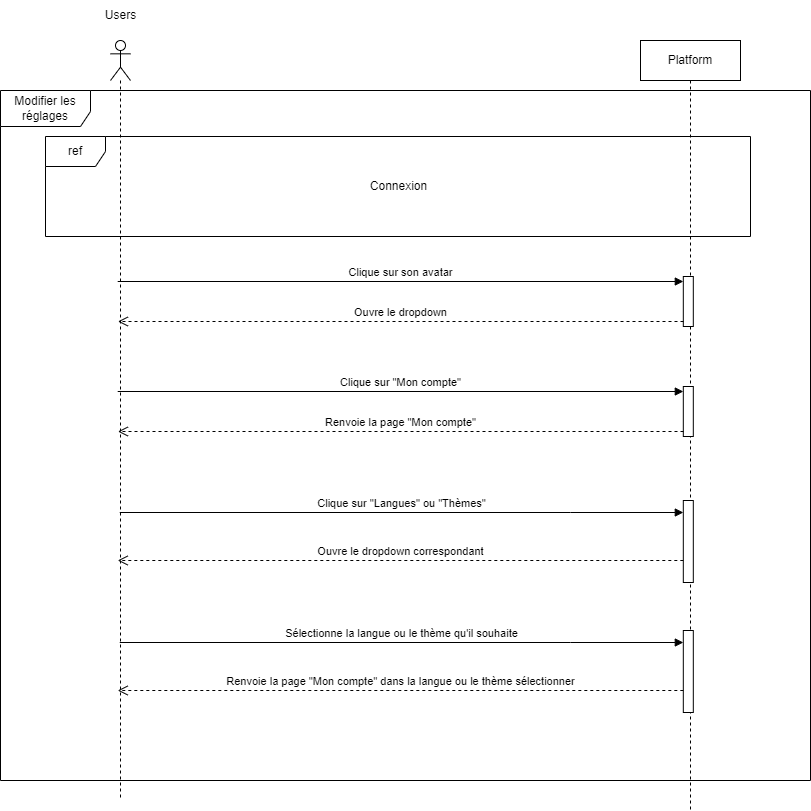 Users
Platform
Modifier les
réglages
ref
Connexion
Clique sur son avatar
Ouvre le dropdown
Clique sur "Mon compte"
Renvoie la page "Mon compte"
Clique sur "Langues" ou "Thèmes"
Ouvre le dropdown correspondant
Sélectionne la langue ou le thème qu'il souhaite
Renvoie la page "Mon compte" dans la langue ou le thème sélectionner